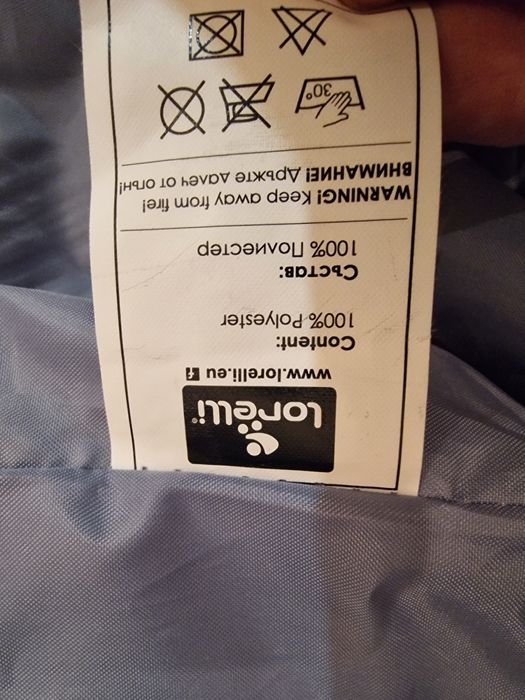 lorelli®
www.lorelli.eu f
Content:
100% Polyester
Състав:
100% Полиестер
WARNING! Keep away from fire!
ВНИМАНИЕ! Дръжте далеч от огън!
30°